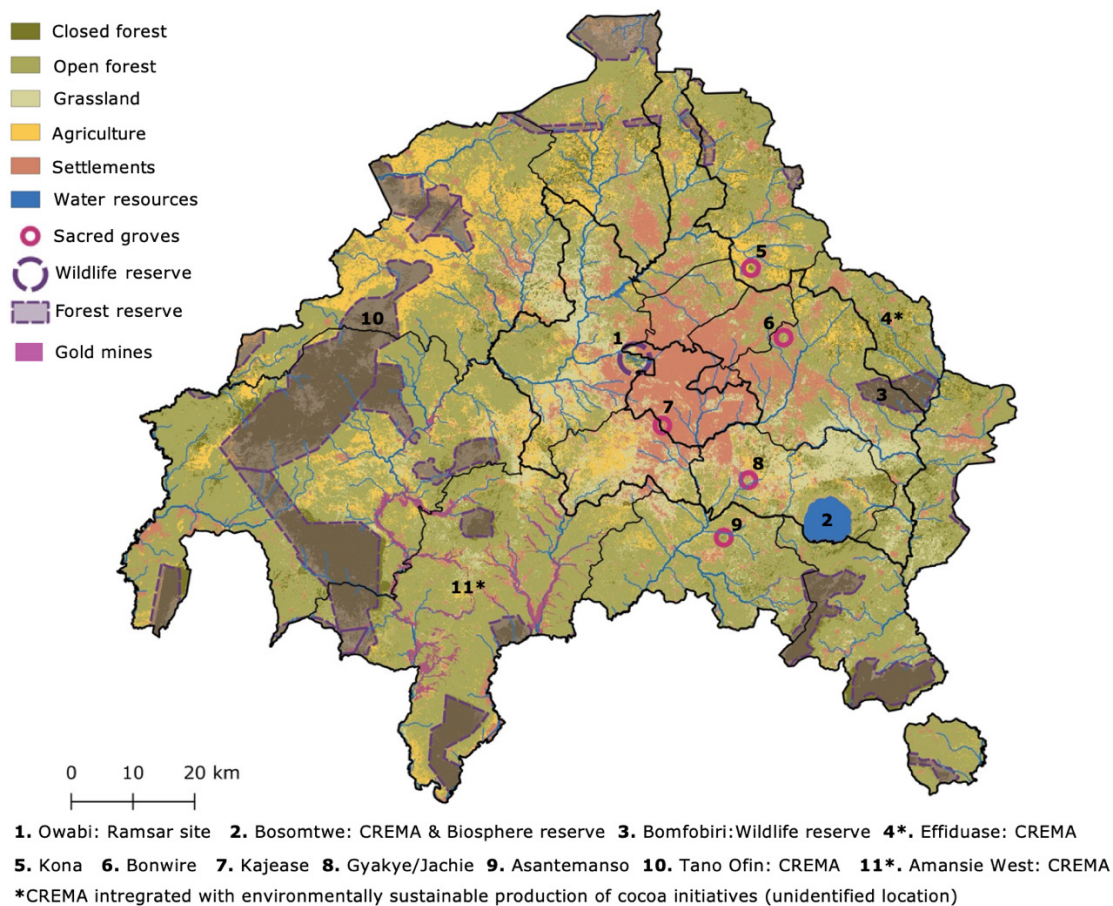 Closed forest
Open forest
Grassland
Agriculture
Settlements
Water resources
Sacred groves
Wildlife reserve
Forest reserve
Gold mines
5
4*
10
6
1
3
7
8
2
9
11*
0 10 20 km
1. Owabi: Ramsar site 2. Bosomtwe: CREMA & Biosphere reserve 3. Bomfobiri:Wildlife reserve 4*. Effiduase: CREMA
5. Kona 6. Bonwire 7. Kajease 8. Gyakye/Jachie 9. Asantemanso 10. Tano Ofin: CREMA 11*. Amansie West: CREMA
*CREMA intregrated with environmentally sustainable production of cocoa initiatives (unidentified location)